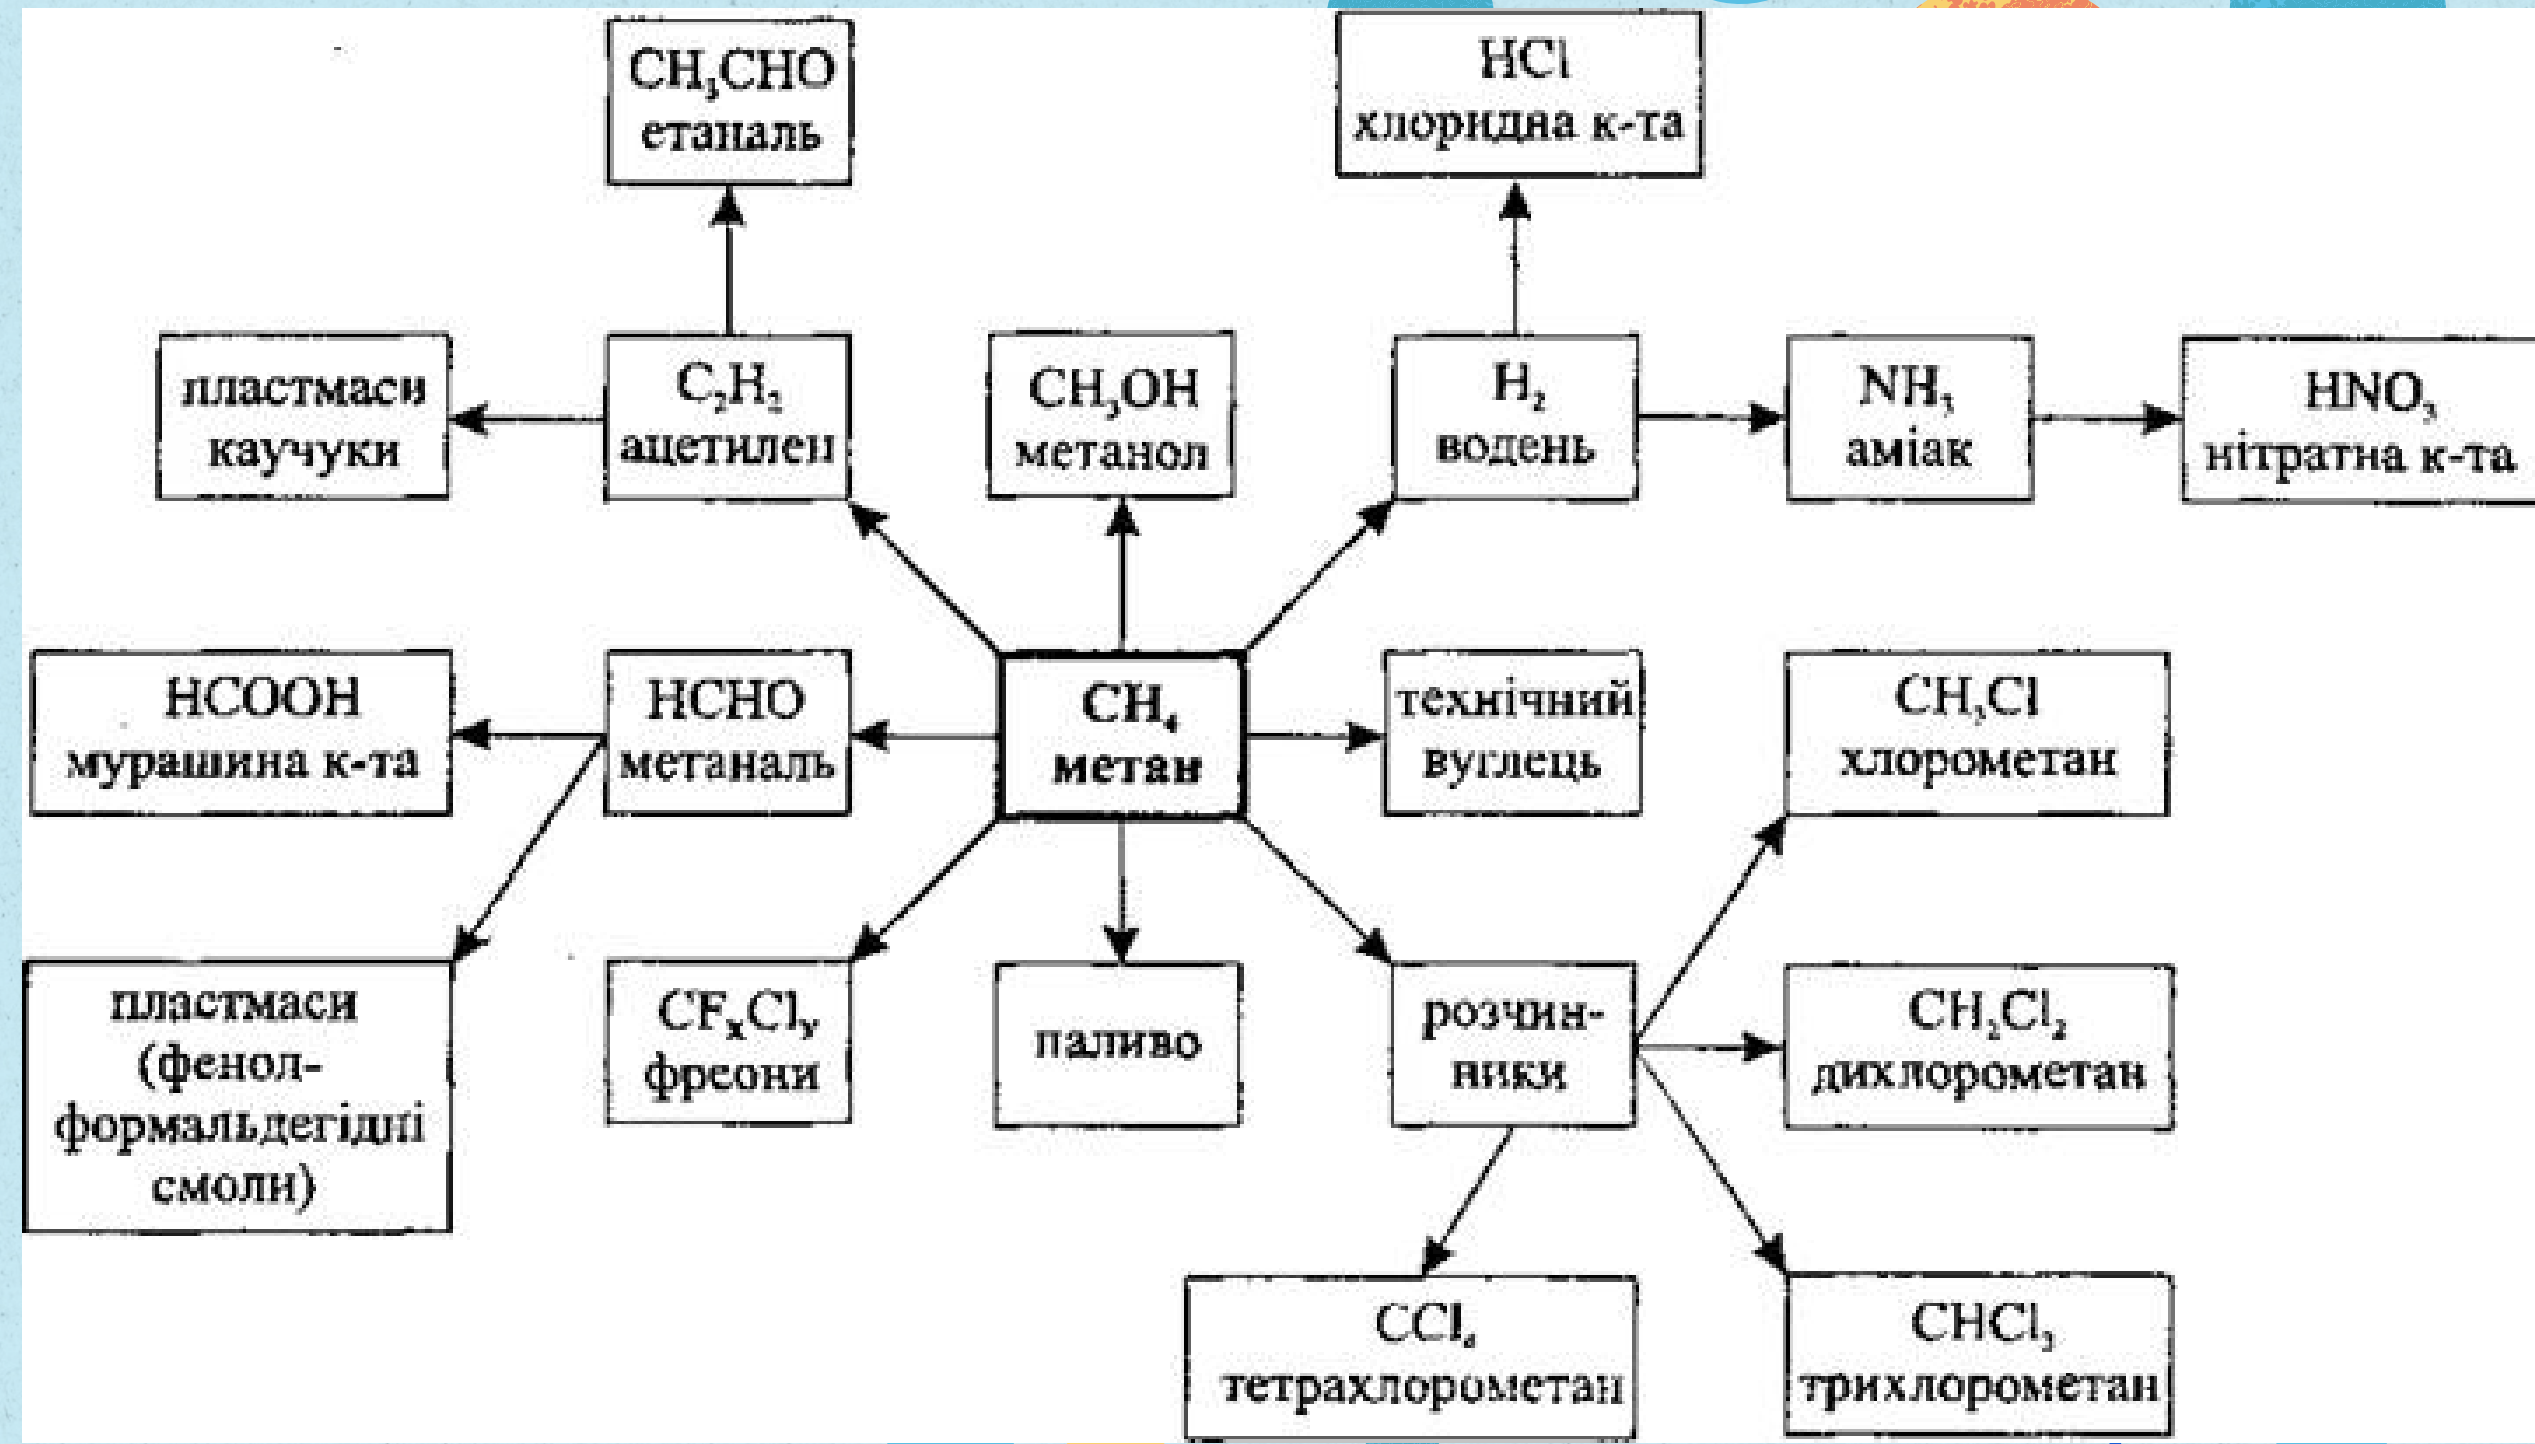 CH₃CHO
етаналь
HCl
хлоридна к-та
пластмаси
каучуки
C₂H₂
ацетилен
CH₃OH
метанол
H₂
водень
NH₃
аміак
HNO₃
нітратна к-та
HCOOH
мурашина к-та
HCHO
метаналь
CH₄
метан
технічний
вуглець
CH₃Cl
хлорометан
пластмаси
(фенол-
формальдегідні
смоли)
CFₓClᵧ
фреони
паливо
розчин-
ники
CH₂Cl₂
дихлорометан
CCl₄
тетрахлорометан
CHCl₃
трихлорометан